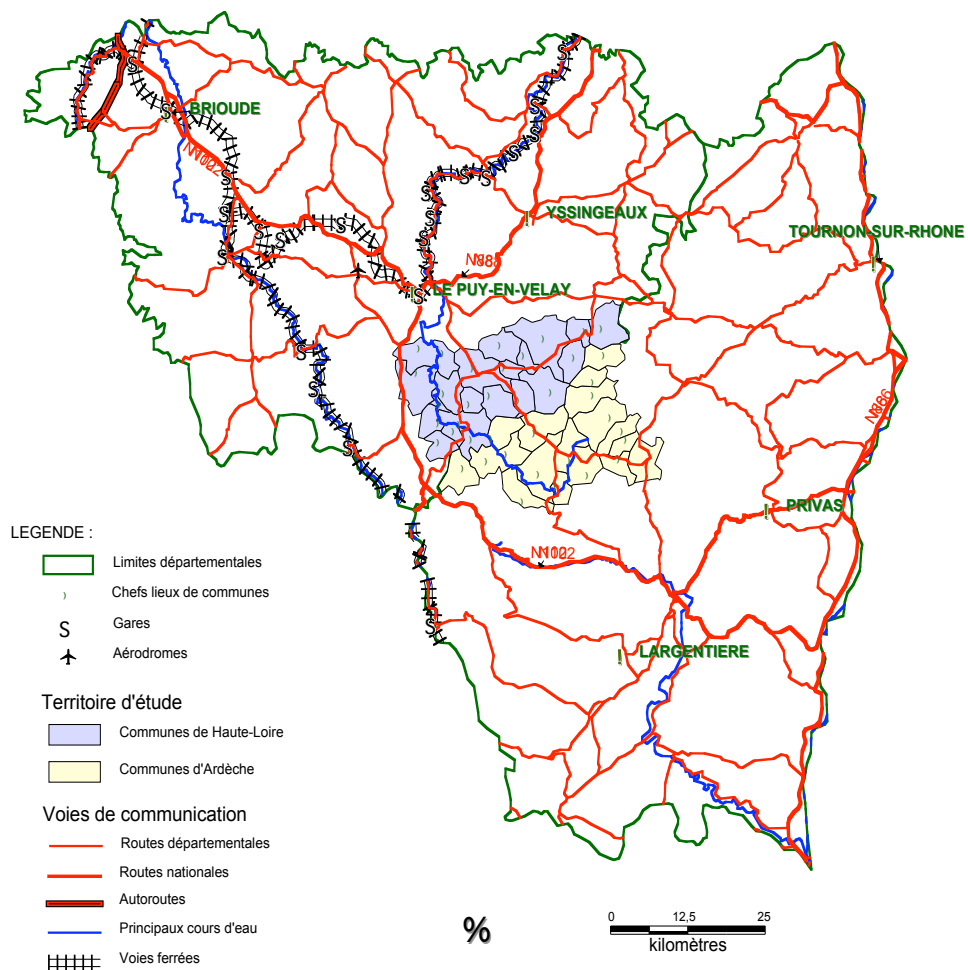 BRIOUDE
N102
YSSINGEAUX
TOURNON-SUR-RHONE
N88
LE PUY-EN-VELAY
N86
PRIVAS
N102
LARGENTIERE
LEGENDE :
Limites départementales
Chefs lieux de communes
S Gares
Aérodromes
Territoire d'étude
Communes de Haute-Loire
Communes d'Ardèche
Voies de communication
Routes départementales
Routes nationales
Autoroutes
Principaux cours d'eau
Voies ferrées
%
0 12,5 25
kilomètres